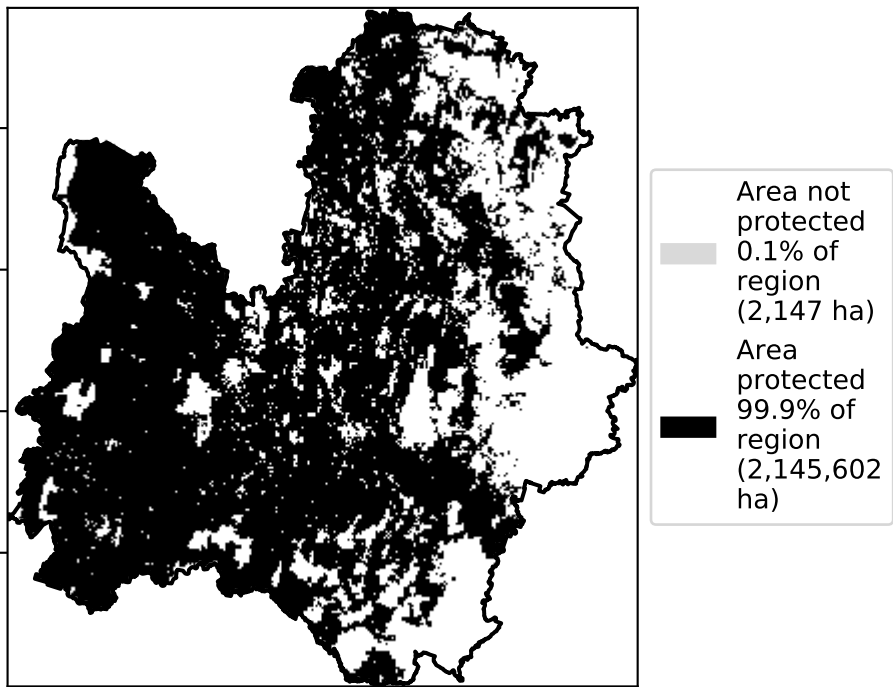 Area not
protected
0.1% of
region
(2,147 ha)
Area
protected
99.9% of
region
(2,145,602
ha)